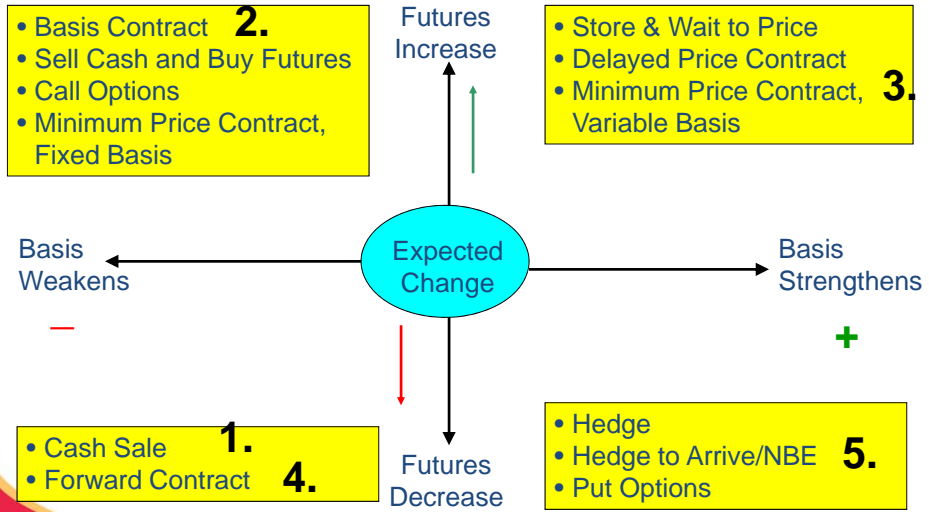 • Basis Contract 2.
• Sell Cash and Buy Futures
• Call Options
• Minimum Price Contract,
Fixed Basis
Futures
Increase
• Store & Wait to Price
• Delayed Price Contract
• Minimum Price Contract, 3.
Variable Basis
Basis
Weakens
–
Expected
Change
Basis
Strengthens
+
• Cash Sale 1.
• Forward Contract 4.
Futures
Decrease
• Hedge
• Hedge to Arrive/NBE 5.
• Put Options